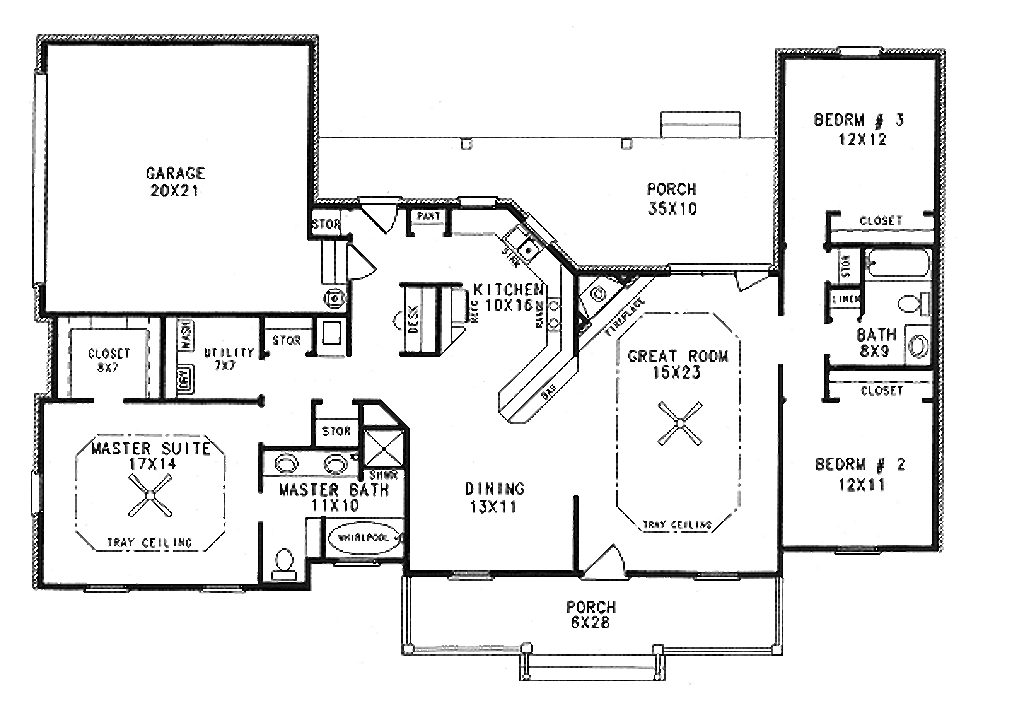 BEDRM # 3
12X12
GARAGE
20X21
PORCH
35X10
STOR
PANT
CLOSET
SINK
STOR
LINEN
KITCHEN
10X16
DESK
REFG
RANGE
FIREPLACE
BATH
8X9
CLOSET
8X7
WASH
DRY
UTILITY
7X7
STOR
GREAT ROOM
15X23
CLOSET
BAR
STOR
MASTER SUITE
17X14
SHWR
BEDRM # 2
12X11
MASTER BATH
11X10
DINING
13X11
TRAY CEILING
WHIRLPOOL
TRAY CEILING
PORCH
6X28